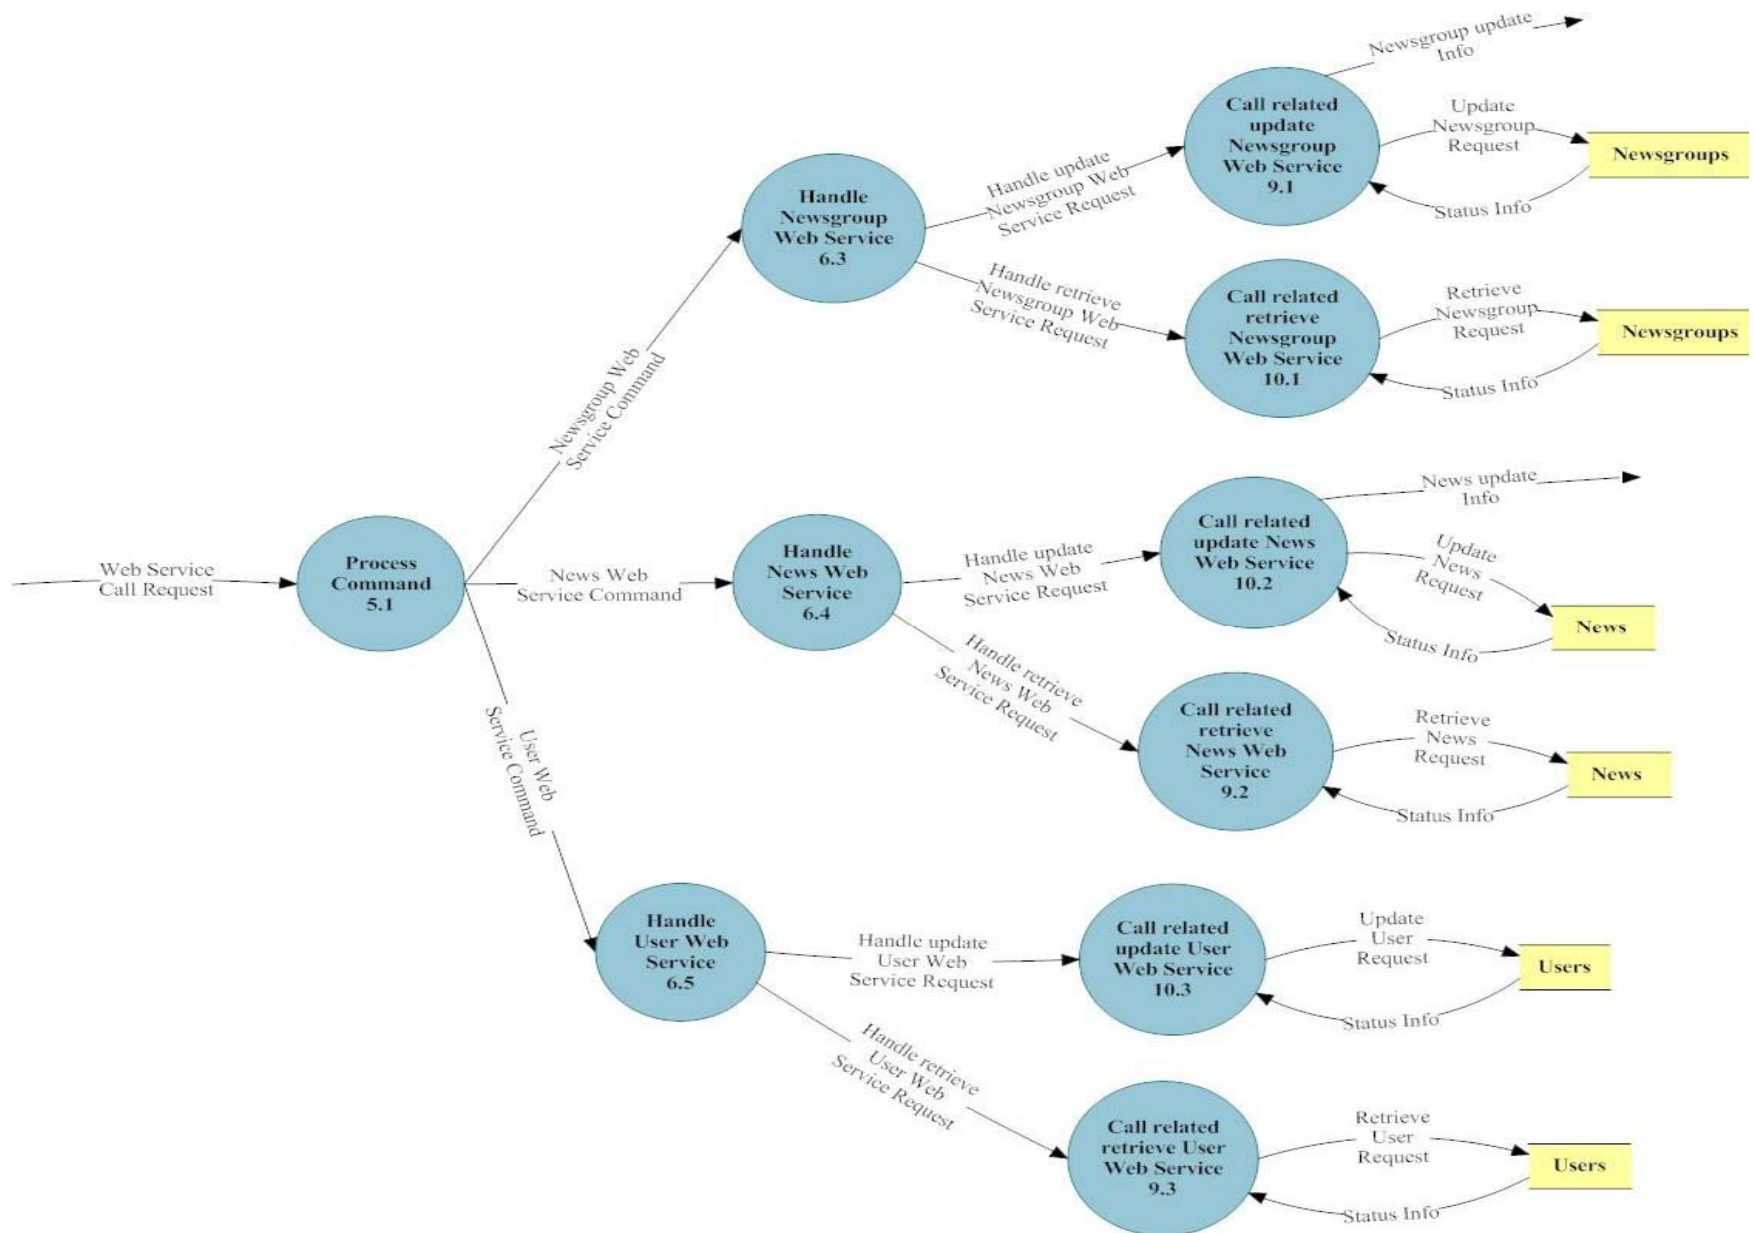 Newsgroup update
Info
Call related
update
Newsgroup
Web Service
9.1
Update
Newsgroup
Request
Newsgroups
Status Info
Handle update
Newsgroup Web
Service Request
Handle
Newsgroup
Web Service
6.3
Handle retrieve
Newsgroup Web
Service Request
Call related
retrieve
Newsgroup
Web Service
10.1
Retrieve
Newsgroup
Request
Newsgroups
Status Info
Newsgroup Web
Service Command
News update
Info
Call related
update News
Web Service
10.2
Update
News
Request
News
Status Info
Handle update
News Web
Service Request
Handle
News Web
Service
6.4
News Web
Service Command
Process
Command
5.1
Web Service
Call Request
Handle retrieve
News Web
Service Request
Call related
retrieve
News Web
Service
9.2
Retrieve
News
Request
News
Status Info
User Web
Service Command
Handle
User Web
Service
6.5
Handle update
User Web
Service Request
Call related
update User
Web Service
10.3
Update
User
Request
Users
Status Info
Handle retrieve
User Web
Service Request
Call related
retrieve User
Web Service
9.3
Retrieve
User
Request
Users
Status Info